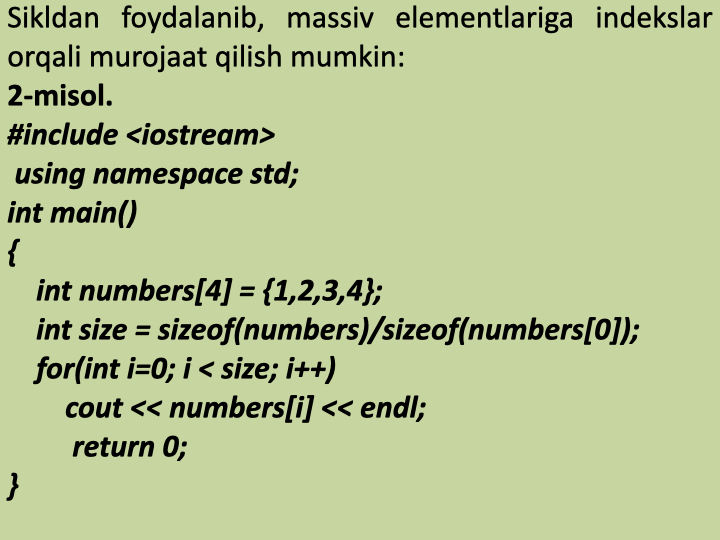 Sikldan foydalanib, massiv elementlariga indekslar
orqali murojaat qilish mumkin:
2-misol.
#include <iostream>
using namespace std;
int main()
{
int numbers[4] = {1,2,3,4};
int size = sizeof(numbers)/sizeof(numbers[0]);
for(int i=0; i < size; i++)
cout << numbers[i] << endl;
return 0;
}